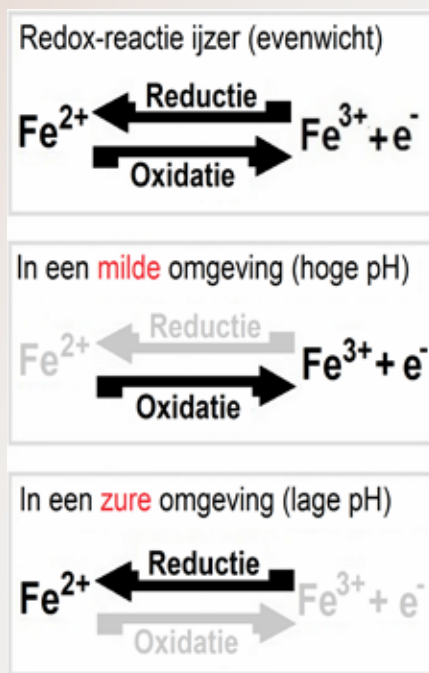 Redox-reactie ijzer (evenwicht)
Reductie
Fe²⁺ Fe³⁺ + e⁻
Oxidatie
In een milde omgeving (hoge pH)
Reductie
Fe²⁺ Fe³⁺ + e⁻
Oxidatie
In een zure omgeving (lage pH)
Reductie
Fe²⁺ Fe³⁺ + e⁻
Oxidatie